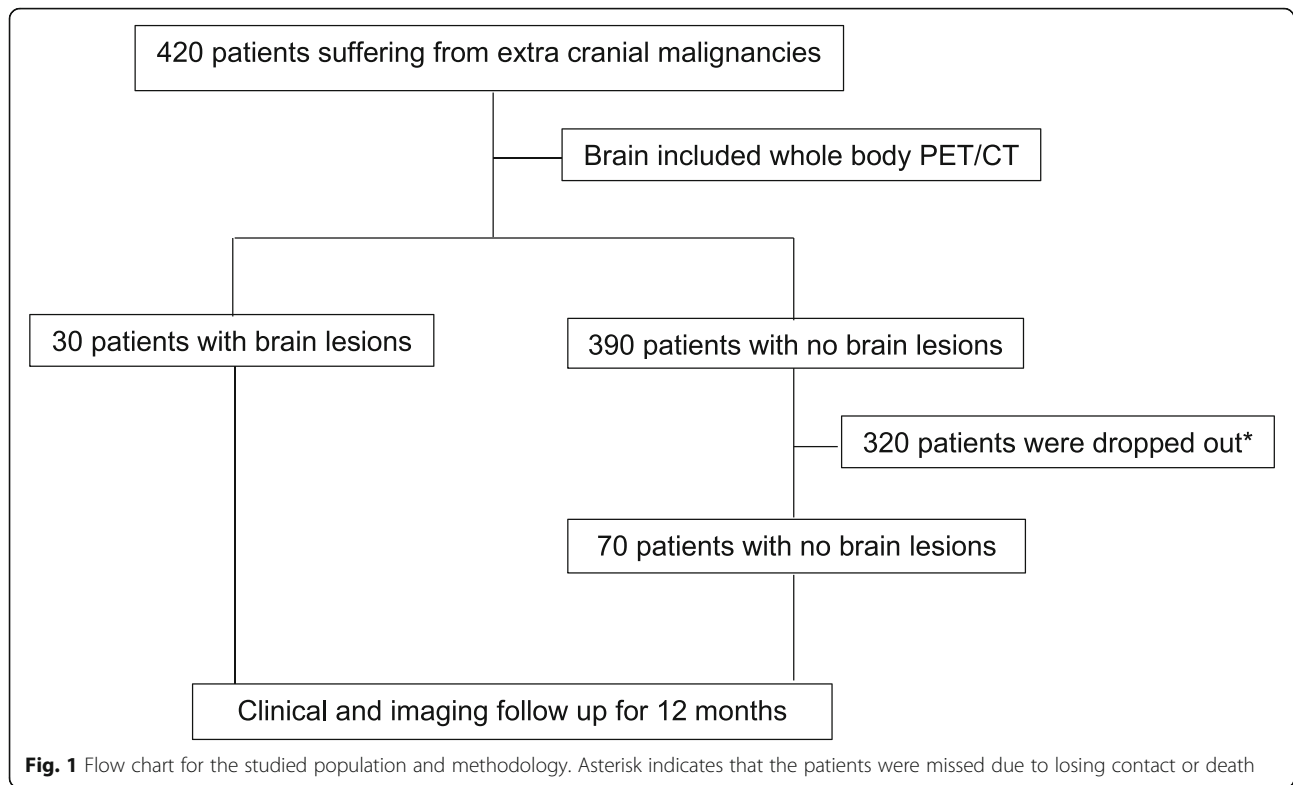 420 patients suffering from extra cranial malignancies
Brain included whole body PET/CT
30 patients with brain lesions
390 patients with no brain lesions
320 patients were dropped out*
70 patients with no brain lesions
Clinical and imaging follow up for 12 months
Fig. 1 Flow chart for the studied population and methodology. Asterisk indicates that the patients were missed due to losing contact or death